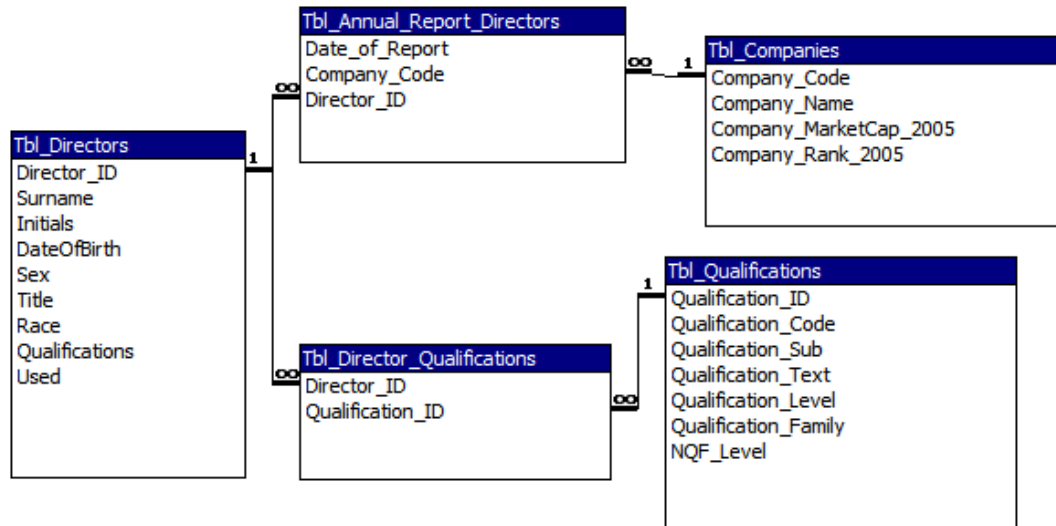 Tbl_Annual_Report_Directors
Date_of_Report
Company_Code
Director_ID
∞
∞
1
Tbl_Companies
Company_Code
Company_Name
Company_MarketCap_2005
Company_Rank_2005
Tbl_Directors
1
Director_ID
Surname
Initials
DateOfBirth
Sex
Title
Race
Qualifications
Used
Tbl_Director_Qualifications
∞
Director_ID
Qualification_ID
∞
1
Tbl_Qualifications
Qualification_ID
Qualification_Code
Qualification_Sub
Qualification_Text
Qualification_Level
Qualification_Family
NQF_Level